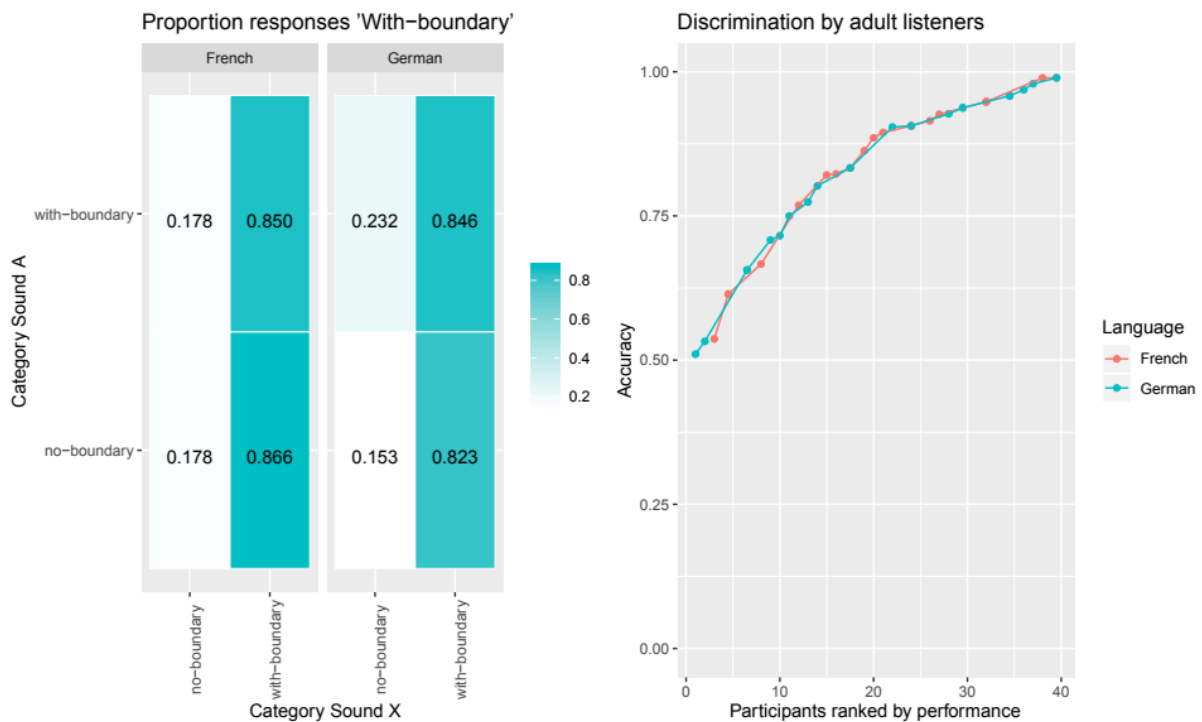 Proportion responses 'With−boundary'
French
German
with−boundary
no−boundary
Category Sound A
0.178
0.850
0.232
0.846
0.178
0.866
0.153
0.823
no−boundary
with−boundary
no−boundary
with−boundary
Category Sound X
0.8
0.6
0.4
0.2
Discrimination by adult listeners
1.00
0.75
0.50
0.25
0.00
Accuracy
0
10
20
30
40
Participants ranked by performance
Language
French
German